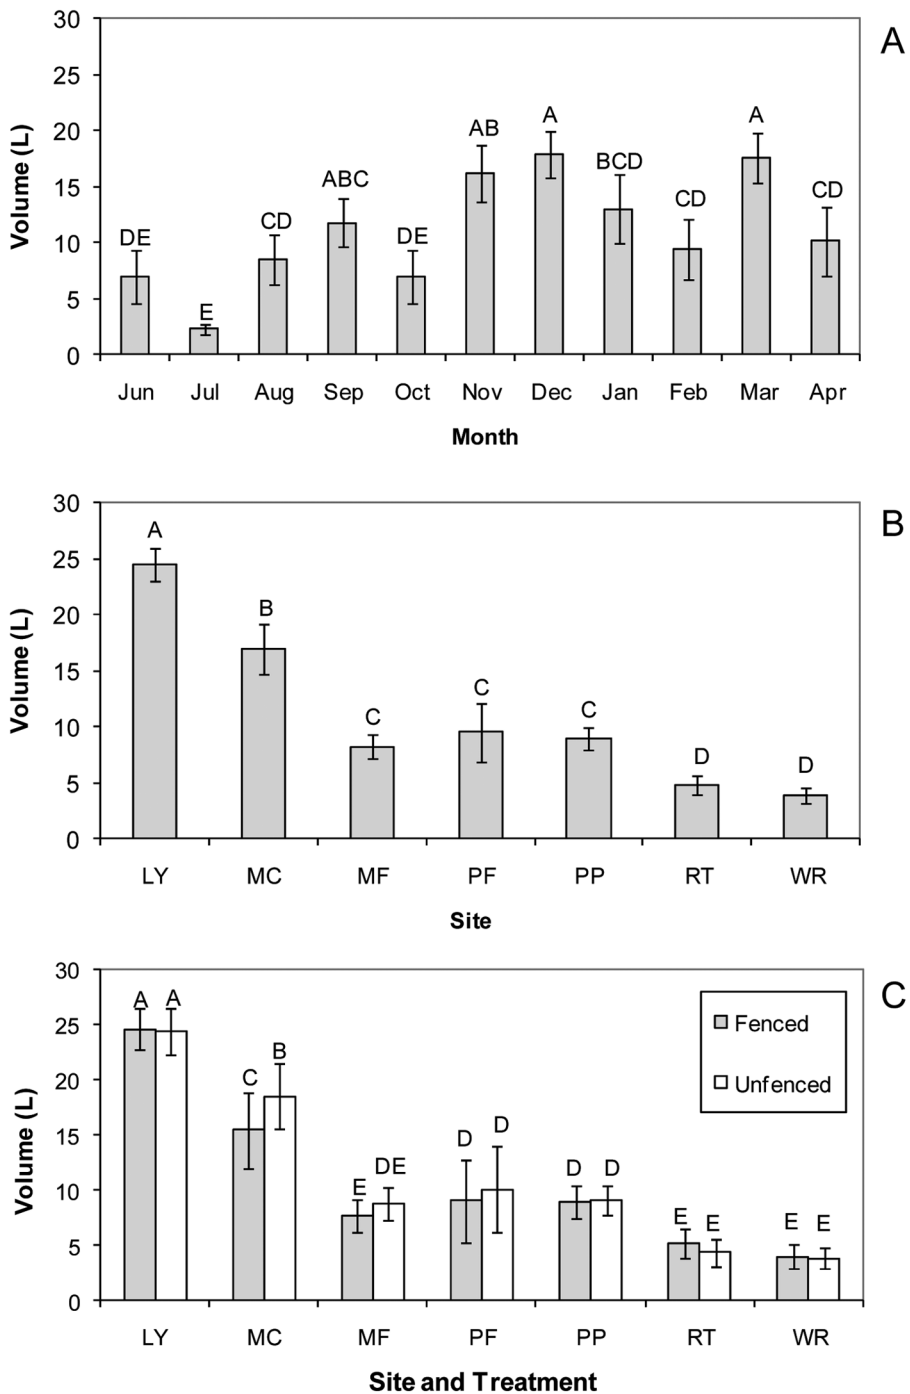 A
30
25
20
15
10
5
0
Volume (L)
DE E CD ABC DE AB A BCD CD A CD
Jun Jul Aug Sep Oct Nov Dec Jan Feb Mar Apr
Month
B
30
25
20
15
10
5
0
Volume (L)
A B C C C D D
LY MC MF PF PP RT WR
Site
C
30
25
20
15
10
5
0
Volume (L)
A A C B E DE D D D D E E E E
Fenced
Unfenced
LY MC MF PF PP RT WR
Site and Treatment